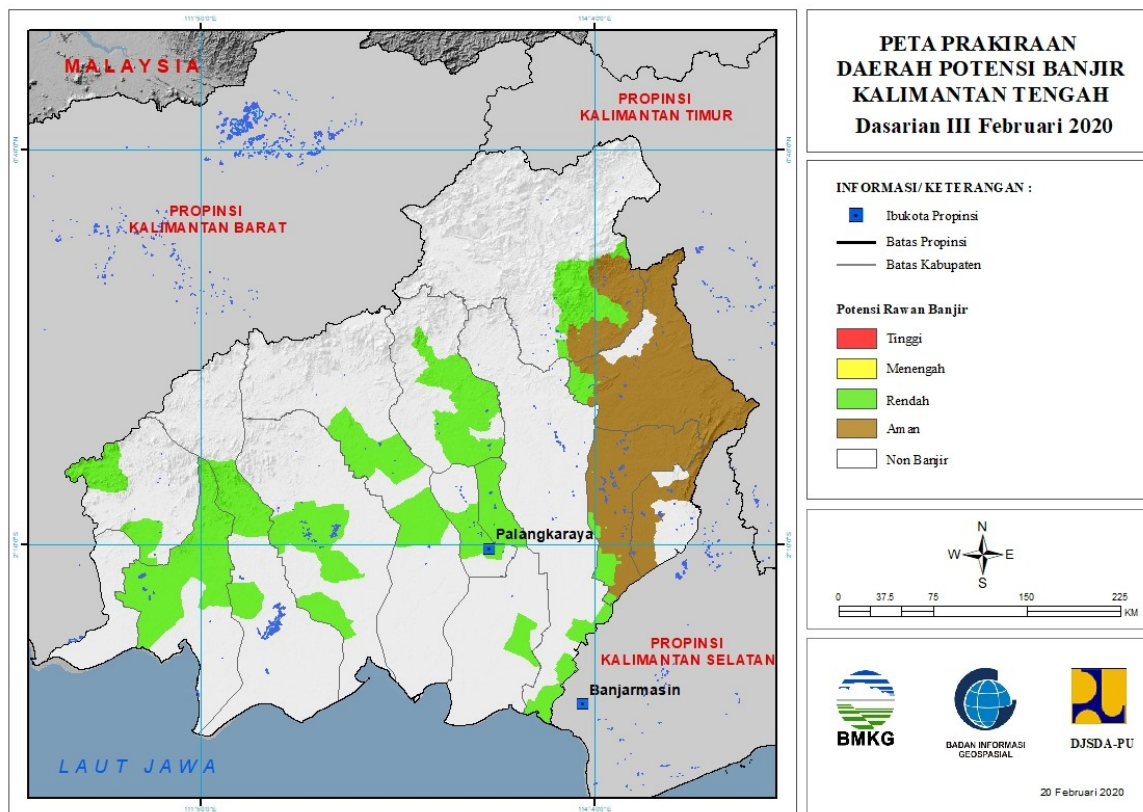 MALAYSIA
PROPINSI
KALIMANTAN TIMUR
PROPINSI
KALIMANTAN BARAT
Palangkaraya
PROPINSI
KALIMANTAN SELATAN
Banjarmasin
LAUT JAWA
PETA PRAKIRAAN
DAERAH POTENSI BANJIR
KALIMANTAN TENGAH
Dasarian III Februari 2020
INFORMASI/ KETERANGAN :
Ibukota Propinsi
Batas Propinsi
Batas Kabupaten
Potensi Rawan Banjir
Tinggi
Menengah
Rendah
Aman
Non Banjir
N
W E
S
0 37.5 75 150 225
KM
BMKG
BADAN INFORMASI
GEOSPASIAL
DJSDA-PU
20 Februari 2020